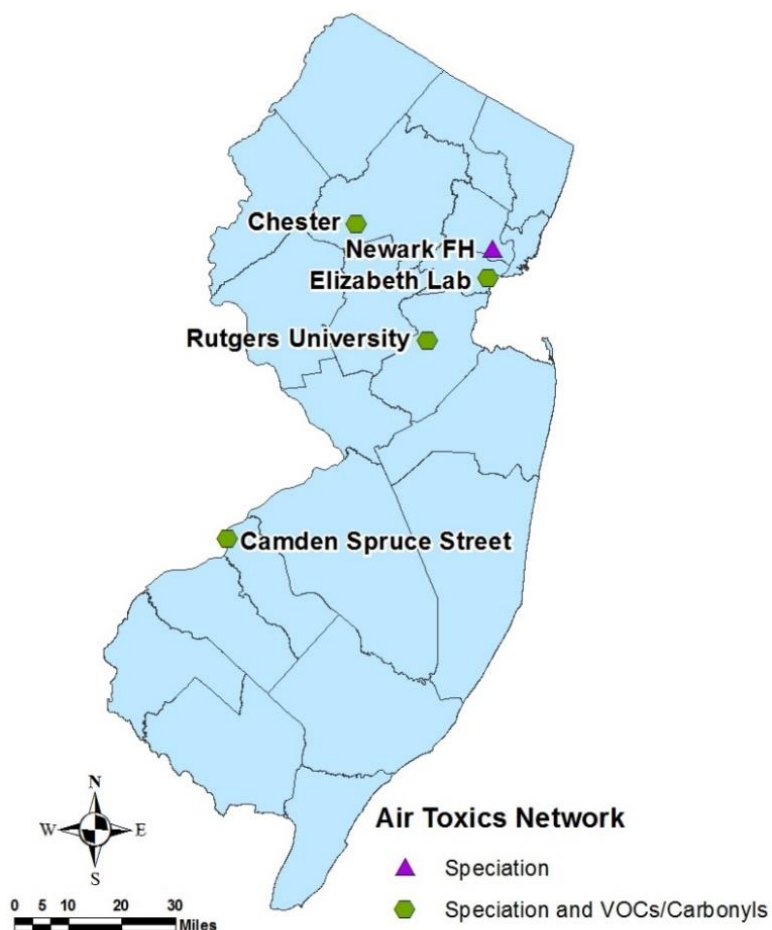 Chester
Newark FH
Elizabeth Lab
Rutgers University
Camden Spruce Street
N
W E
S
0 5 10 20 30
Miles
Air Toxics Network
Speciation
Speciation and VOCs/Carbonyls